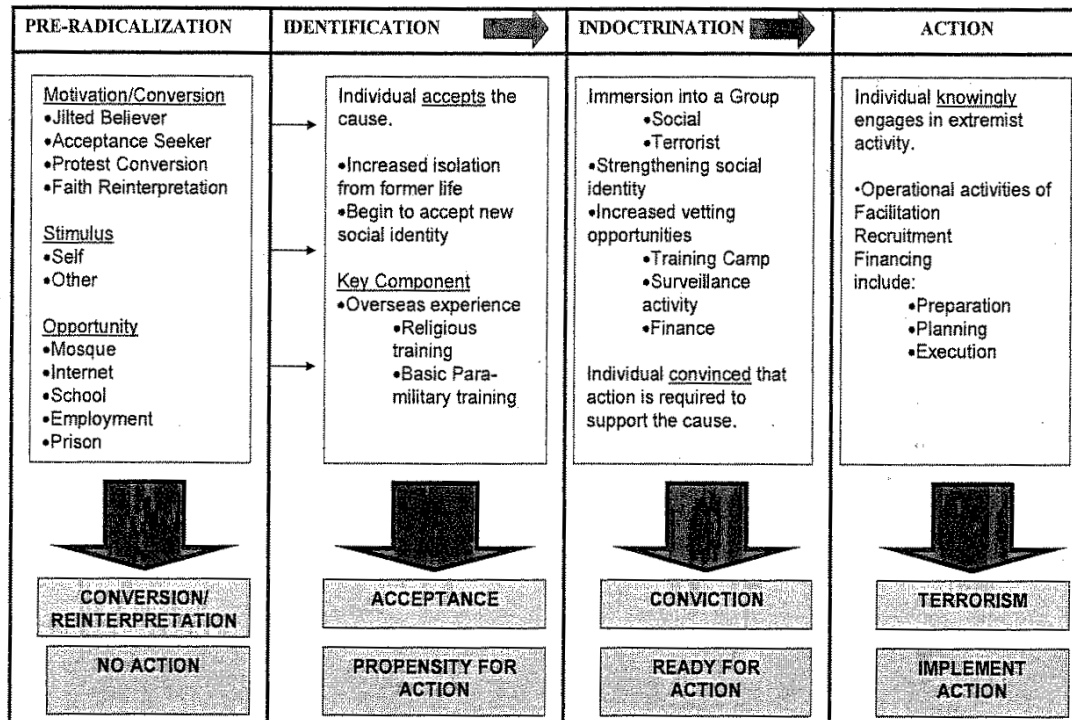 PRE-RADICALIZATION
IDENTIFICATION
INDOCTRINATION
ACTION
Motivation/Conversion
•Jilted Believer
•Acceptance Seeker
•Protest Conversion
•Faith Reinterpretation
Stimulus
•Self
•Other
Opportunity
•Mosque
•Internet
•School
•Employment
•Prison
Individual accepts the
cause.
•Increased isolation
from former life
•Begin to accept new
social identity
Key Component
•Overseas experience
•Religious
training
•Basic Para-
military training
Immersion into a Group
•Social
•Terrorist
•Strengthening social
identity
•Increased vetting
opportunities
•Training Camp
•Surveillance
activity
•Finance
Individual convinced that
action is required to
support the cause.
Individual knowingly
engages in extremist
activity.
•Operational activities of
Facilitation
Recruitment
Financing
include:
•Preparation
•Planning
•Execution
CONVERSION/
REINTERPRETATION
ACCEPTANCE
CONVICTION
TERRORISM
NO ACTION
PROPENSITY FOR
ACTION
READY FOR
ACTION
IMPLEMENT
ACTION